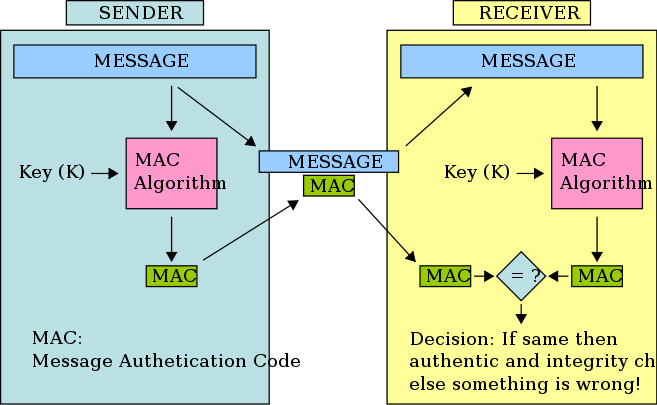 SENDER
RECEIVER
MESSAGE
MESSAGE
MESSAGE
MAC
Key (K)
MAC
Algorithm
MAC
Key (K)
MAC
Algorithm
MAC
MAC
= ?
MAC
MAC:
Message Authetication Code
Decision: If same then
authentic and integrity ch
else something is wrong!